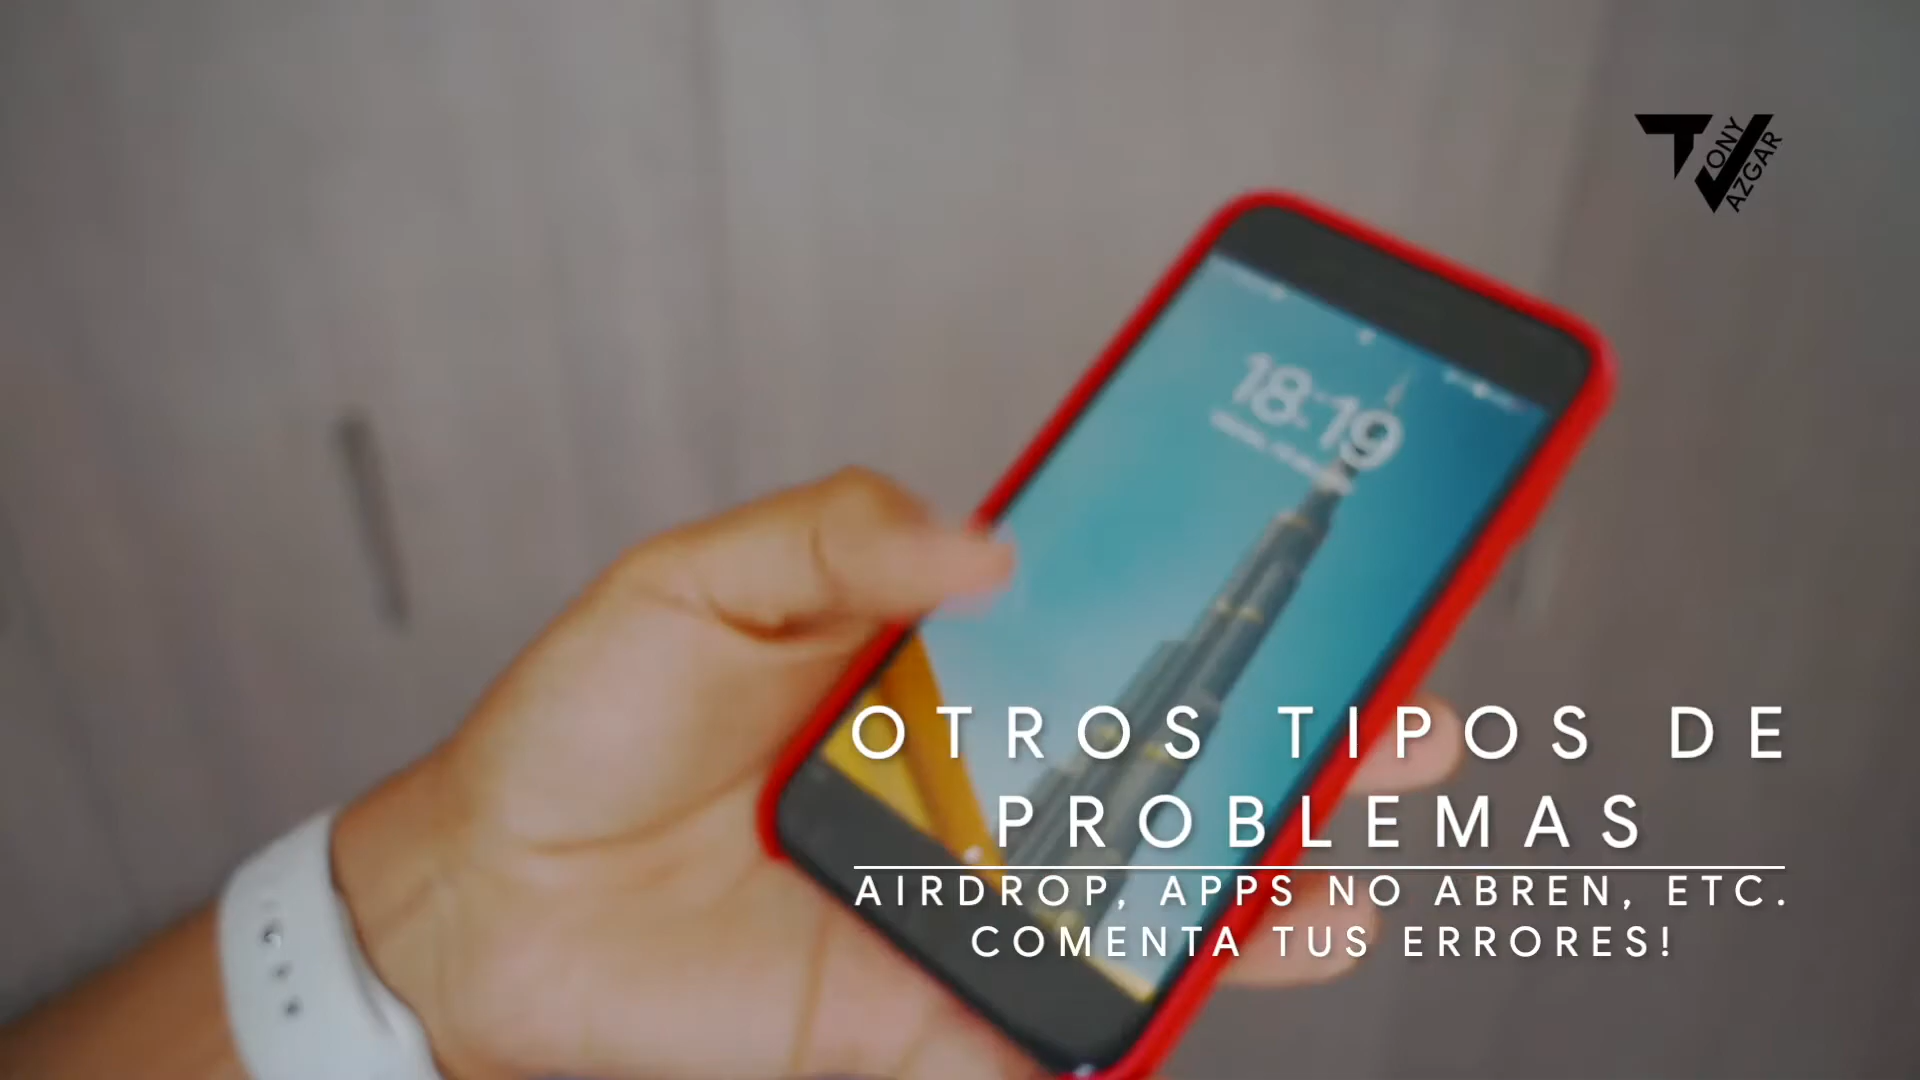 TONY
VAZGAR
18:19
OTROS TIPOS DE
PROBLEMAS
AIRDROP, APPS NO ABREN, ETC.
COMENTA TUS ERRORES!